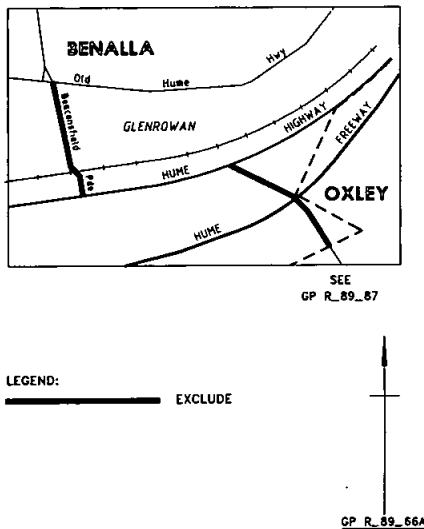 BENALLA
Old Hume Hwy
Beaconsfield Pde
GLENROWAN
HUME HIGHWAY
FREEWAY
OXLEY
HUME
SEE
GP R_89_87
LEGEND:
EXCLUDE
GP R_89_66A